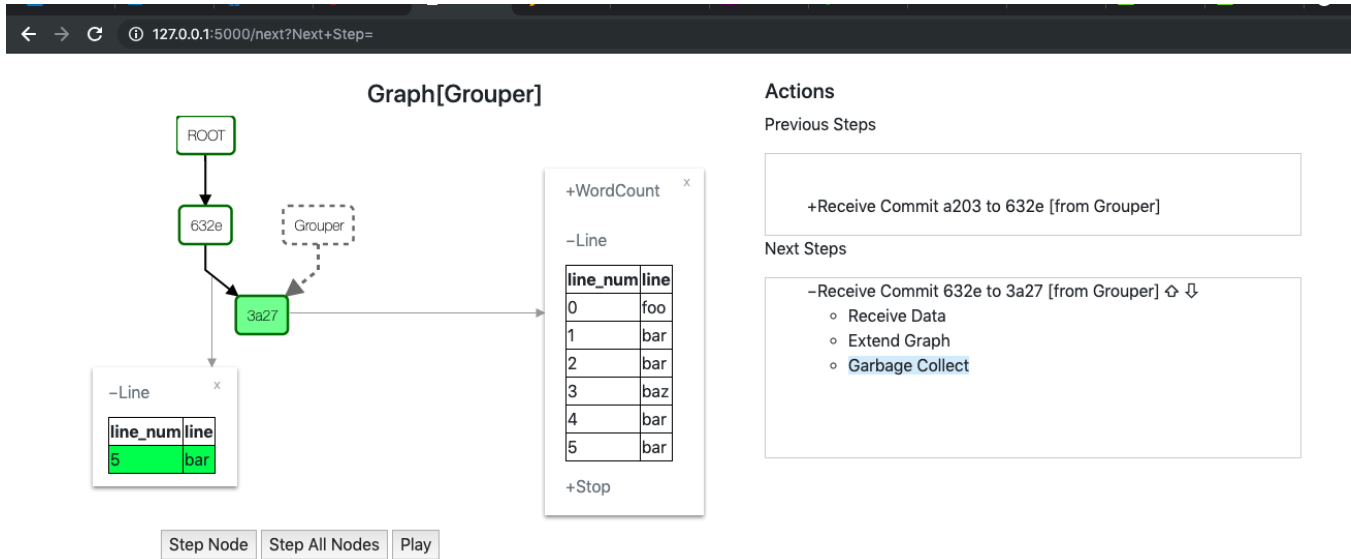 127.0.0.1:5000/next?Next+Step=
Graph[Grouper]
ROOT
632e
Grouper
3a27
–Line
x
line_num line
5 bar
+WordCount
x
–Line
line_num line
0 foo
1 bar
2 bar
3 baz
4 bar
5 bar
+Stop
Step Node
Step All Nodes
Play
Actions
Previous Steps
+Receive Commit a203 to 632e [from Grouper]
Next Steps
–Receive Commit 632e to 3a27 [from Grouper]
Receive Data
Extend Graph
Garbage Collect